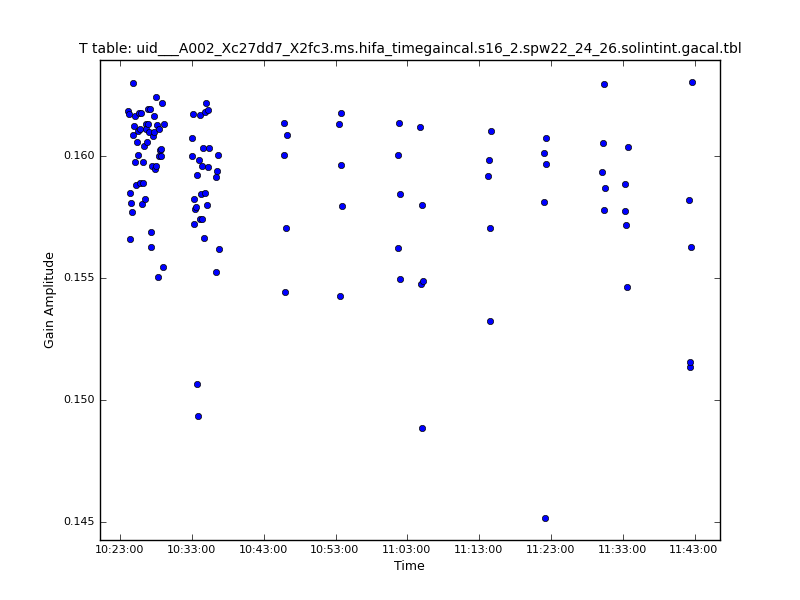 T table: uid___A002_Xc27dd7_X2fc3.ms.hifa_timegaincal.s16_2.spw22_24_26.solintint.gacal.tbl
0.160
0.155
0.150
0.145
Gain Amplitude
10:23:00 10:33:00 10:43:00 10:53:00 11:03:00 11:13:00 11:23:00 11:33:00 11:43:00
Time